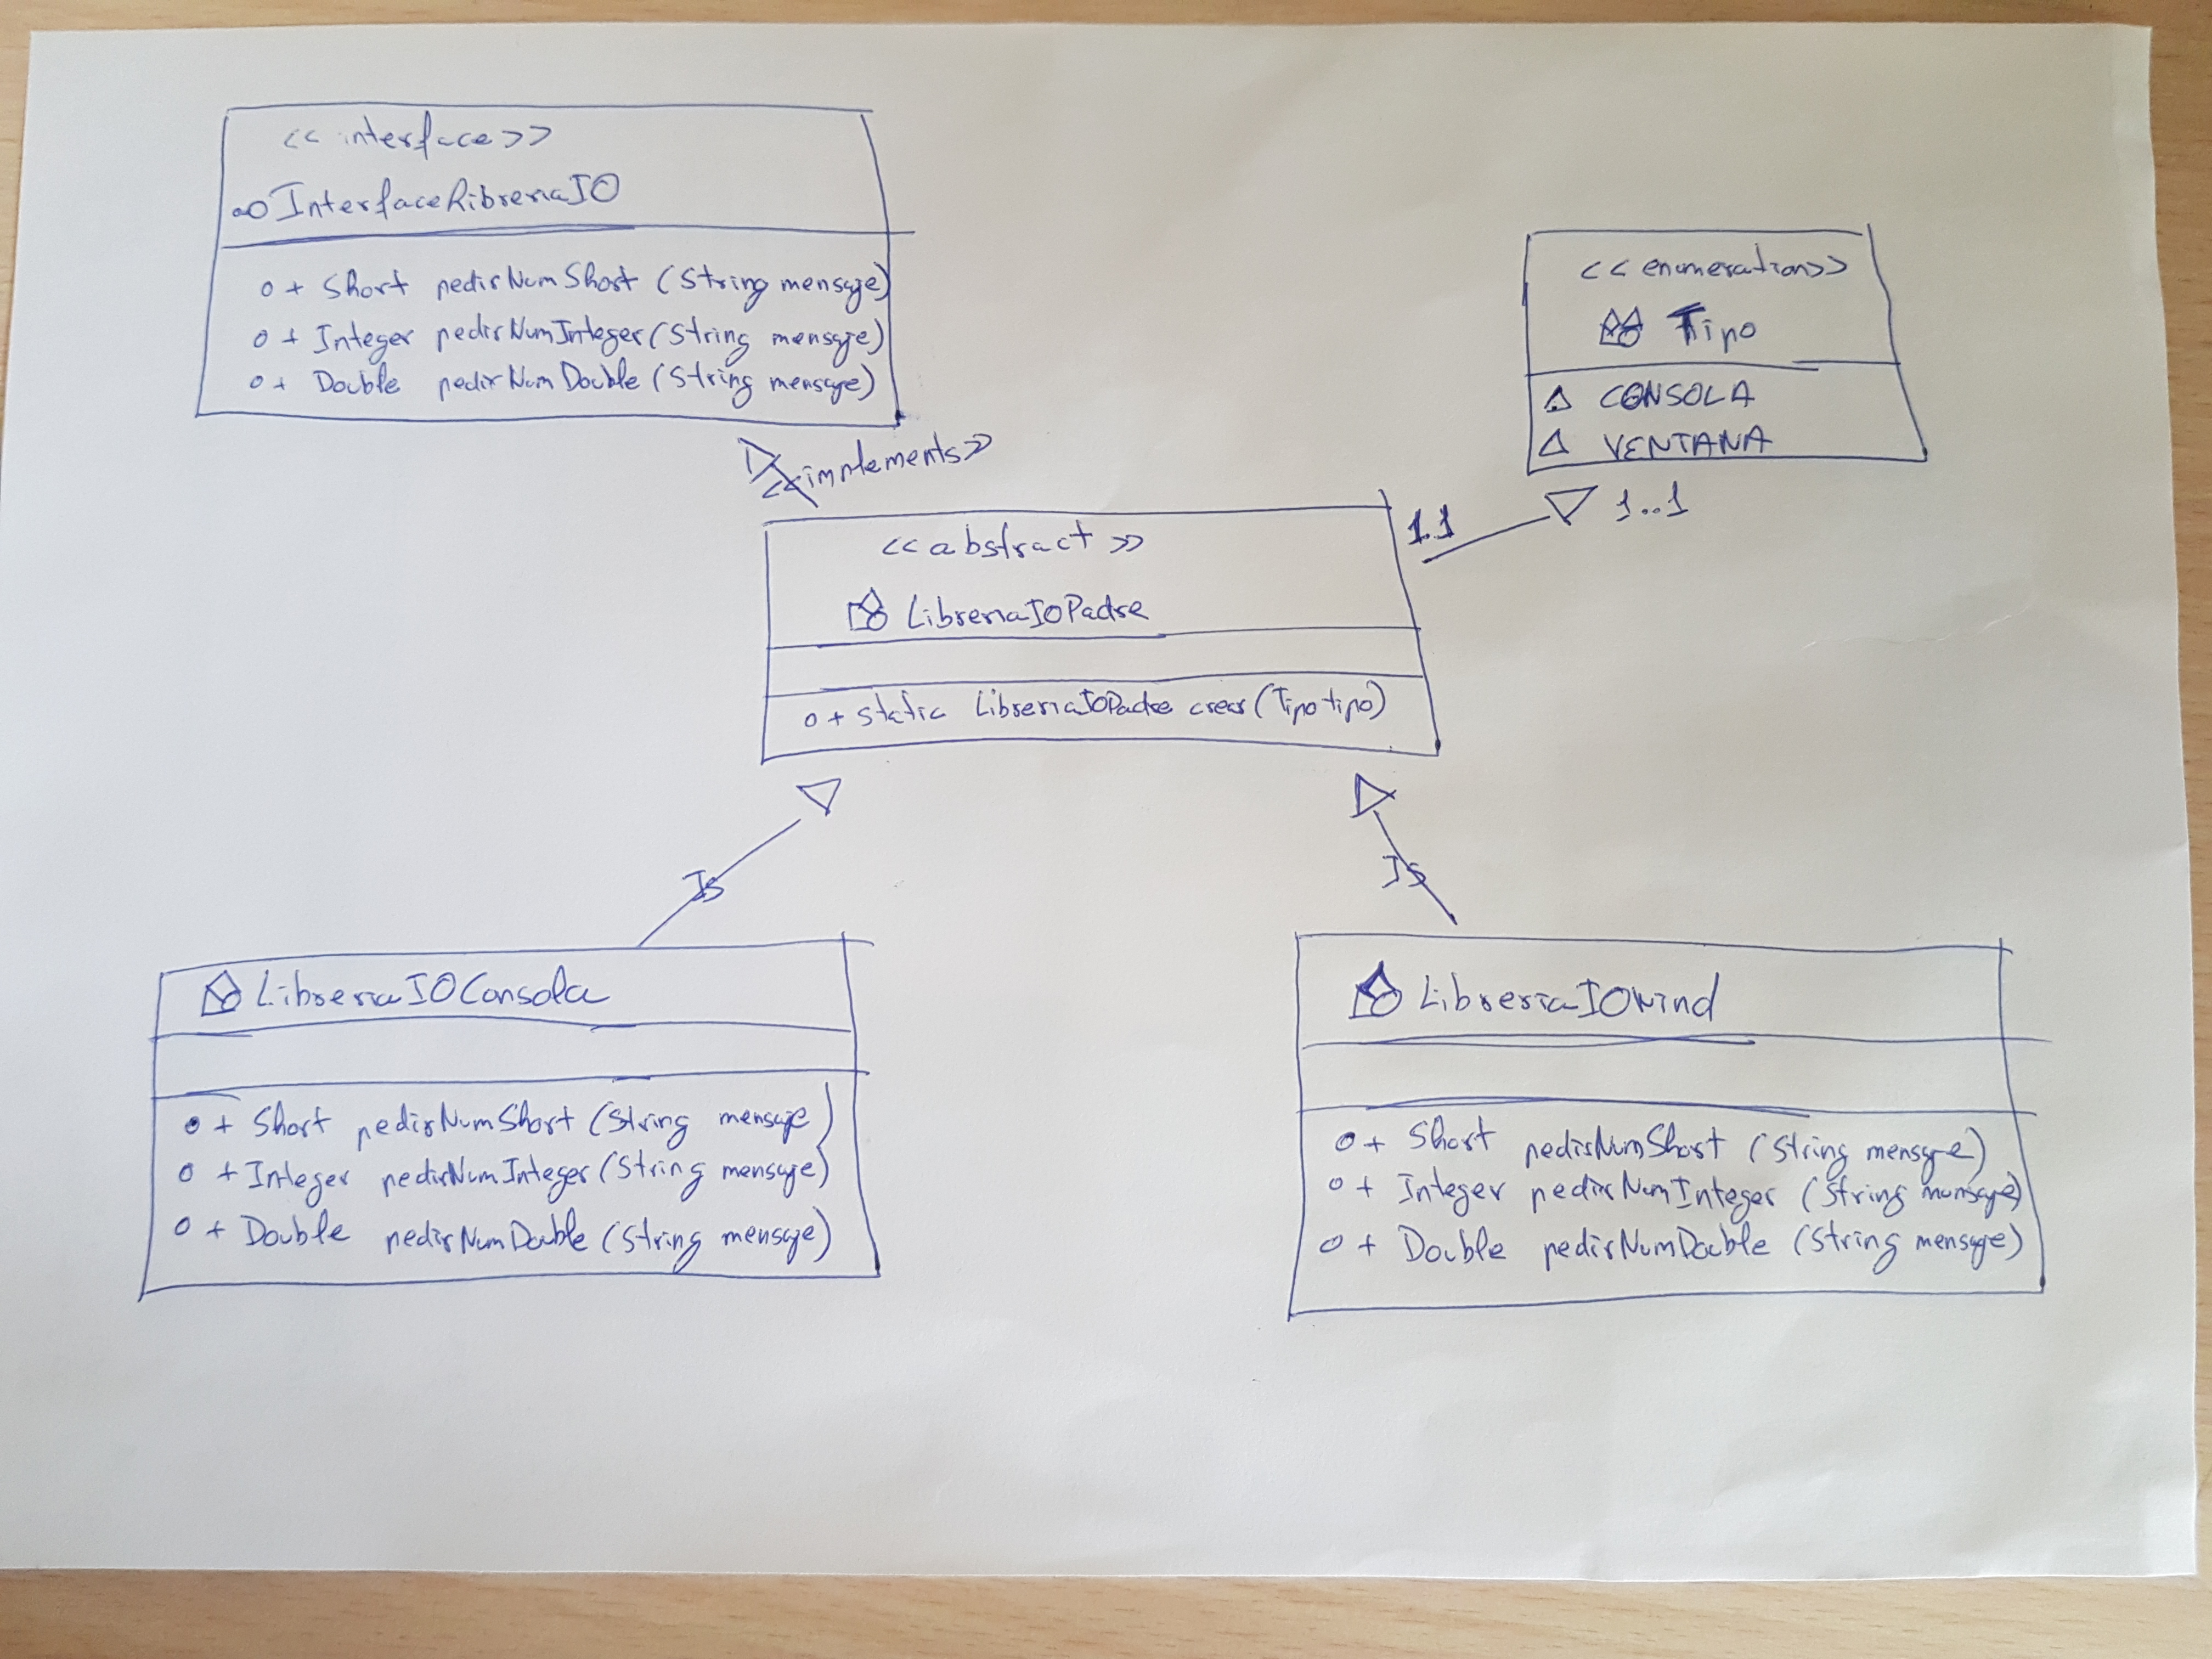 << interface >>
InterfaceLibreriaIO
o + Short pedirNumShort (String mensaje)
o + Integer pedirNumInteger (String mensaje)
o + Double pedirNumDouble (String mensaje)
<<enumeration>>
Tipo
CONSOLA
VENTANA
<<implements>>
1..1
1..1
<<abstract>>
LibreriaIOPadre
o + static LibreriaIOPadre crear (Tipo tipo)
Is
Is
LibreriaIOConsola
o + Short pedirNumShort (String mensaje)
o + Integer pedirNumInteger (String mensaje)
o + Double pedirNumDouble (String mensaje)
LibreriaIOWind
o + Short pedirNumShort (String mensaje)
o + Integer pedirNumInteger (String mensaje)
o + Double pedirNumDouble (String mensaje)